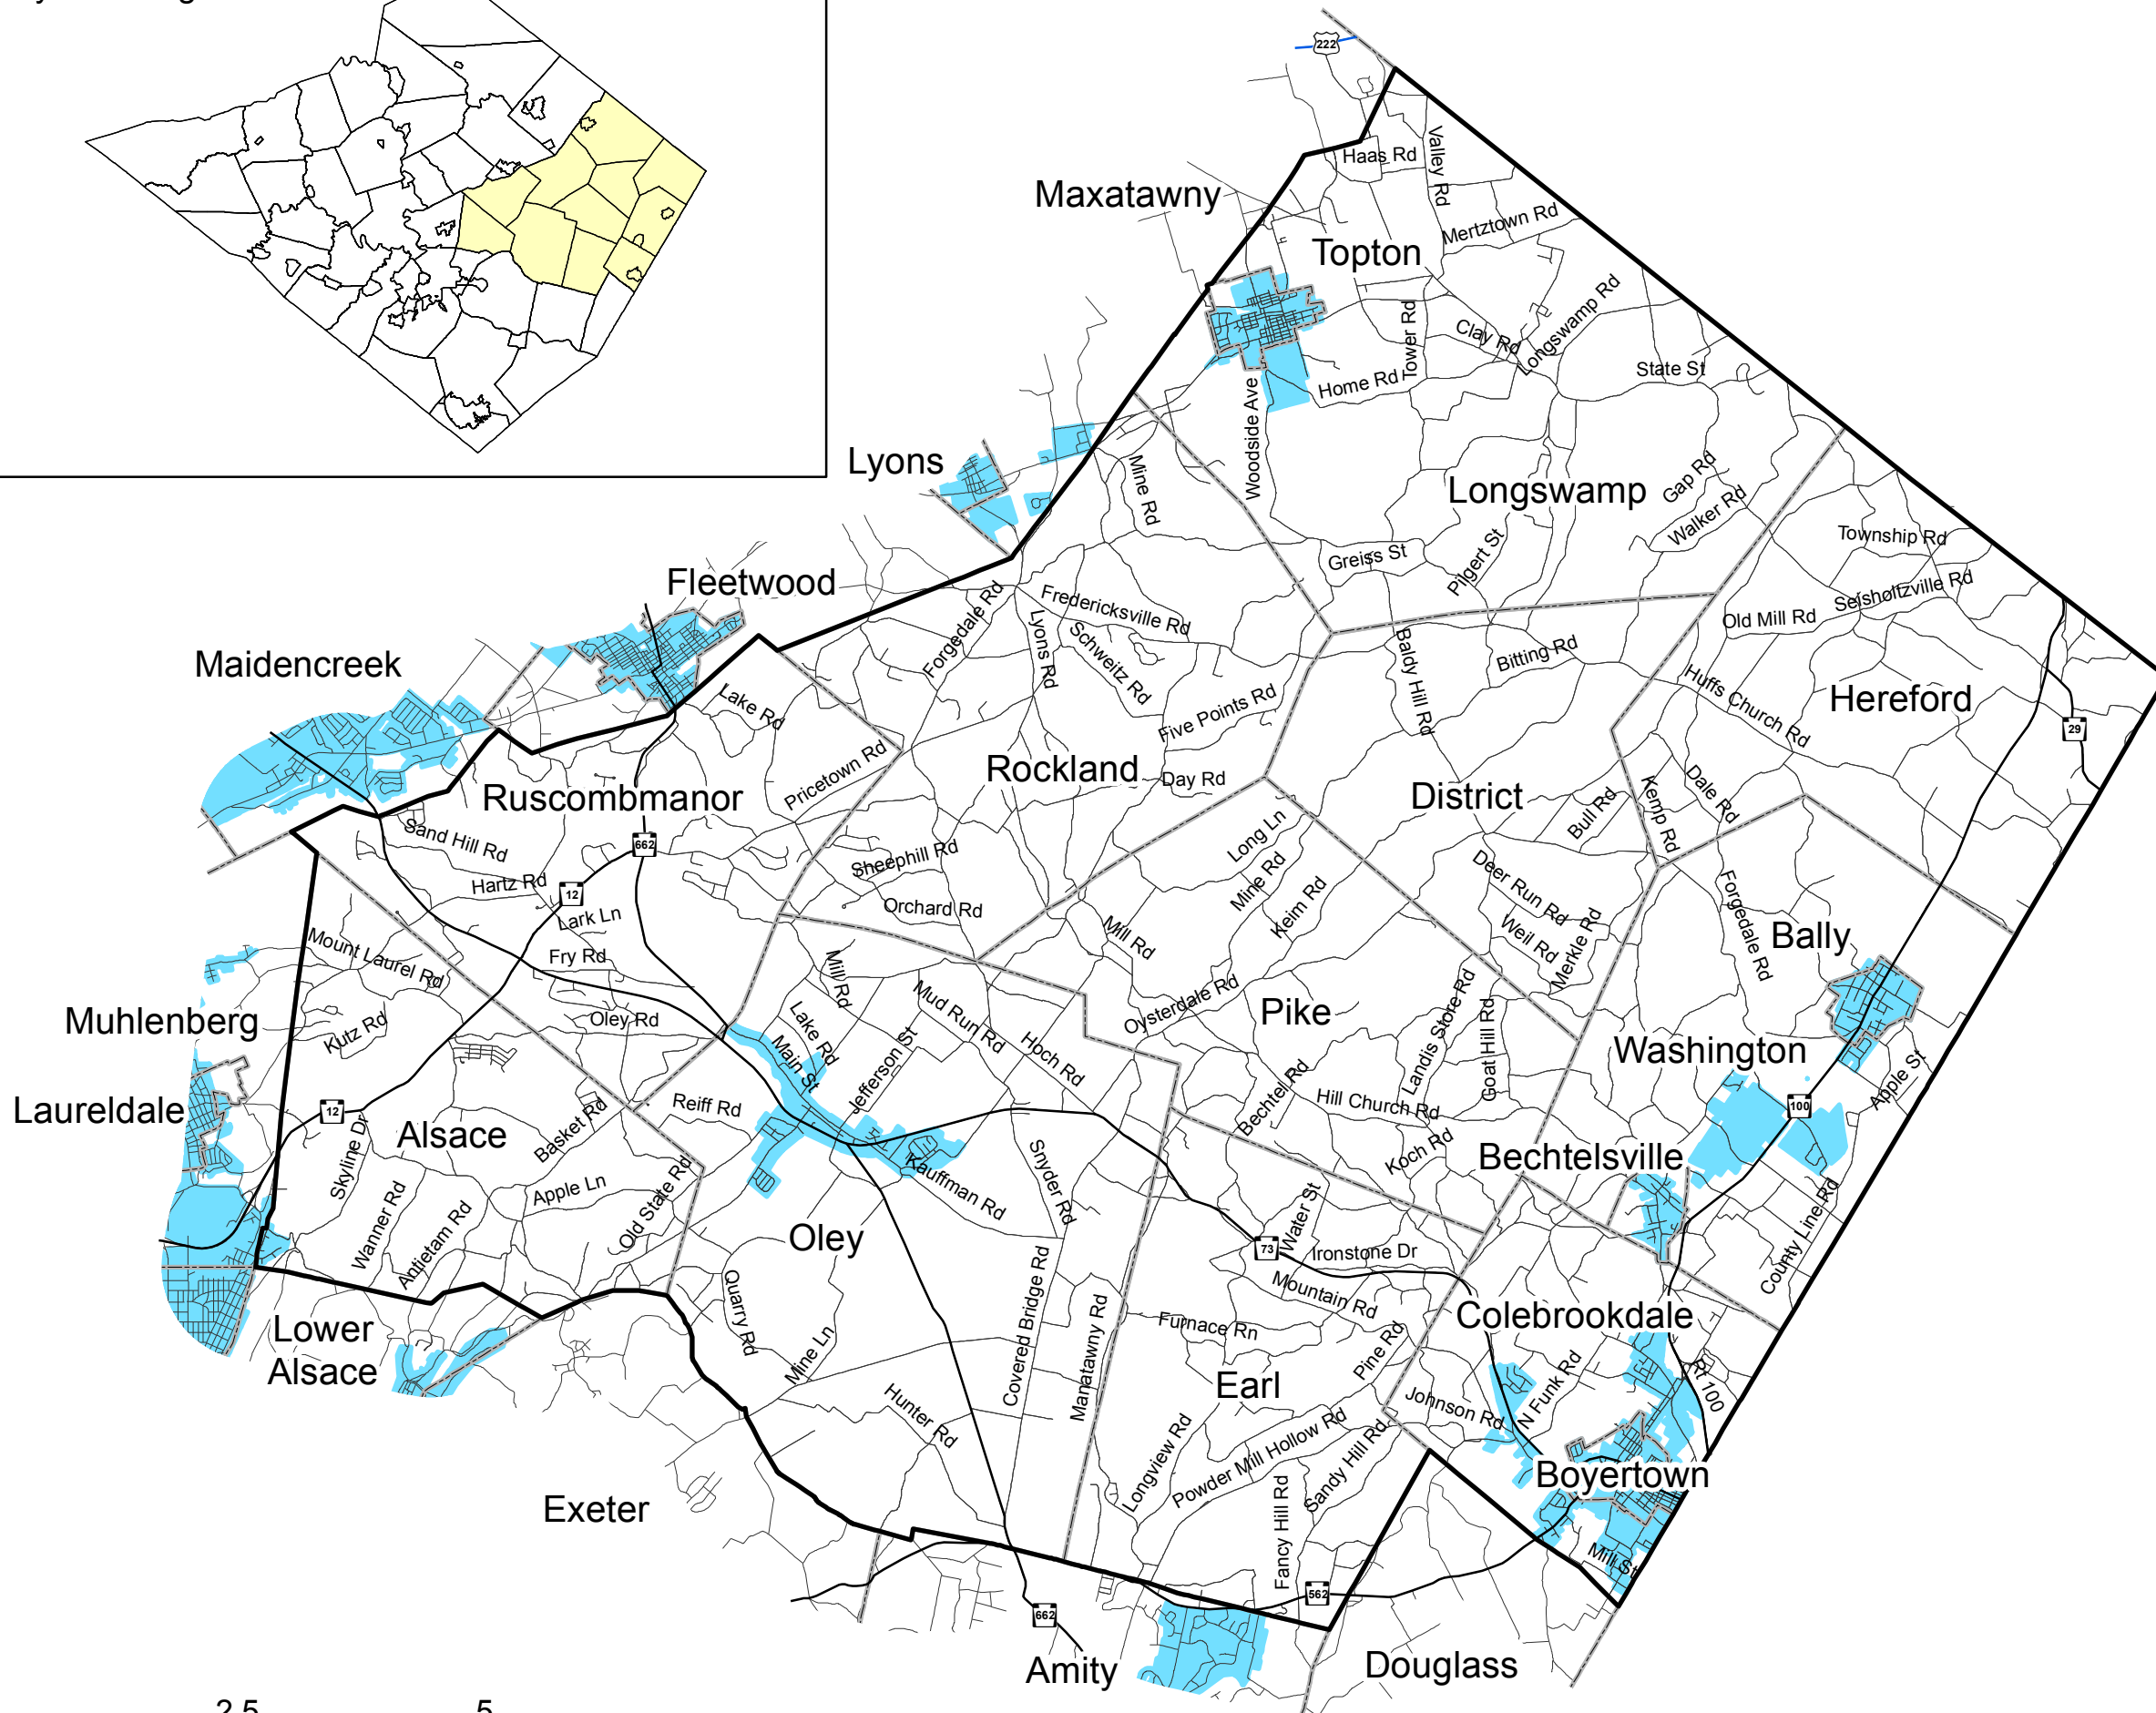 222
Haas Rd
Valley Rd
Maxatawny
Mertztown Rd
Topton
Longswamp Rd
Tower Rd
Clay Rd
State St
Home Rd
Woodside Ave
Lyons
Mine Rd
Longswamp
Gap Rd
Walker Rd
Township Rd
Greiss St
Pilgert St
Fleetwood
Seisholtzville Rd
Fredericksville Rd
Forgedale Rd
Old Mill Rd
Lyons Rd
Schweitz Rd
Baldy Hill Rd
Bitting Rd
Maidencreek
Huffs Church Rd
Hereford
Lake Rd
Five Points Rd
29
Pricetown Rd
Rockland
Day Rd
Ruscombmanor
District
Bull Rd
Kemp Rd
Dale Rd
Sand Hill Rd
662
Long Ln
Sheephill Rd
Mine Rd
Hartz Rd
12
Deer Run Rd
Keim Rd
Lark Ln
Orchard Rd
Weil Rd
Merkle Rd
Forgedale Rd
Bally
Mill Rd
Mount Laurel Rd
Fry Rd
Mill Rd
Oysterdale Rd
Pike
Landis Store Rd
Goat Hill Rd
Muhlenberg
Kutz Rd
Oley Rd
Lake Rd
Main St
Mud Run Rd
Jefferson St
Hoch Rd
Washington
Apple St
Laureldale
12
Reiff Rd
Bechtel Rd
Hill Church Rd
100
Alsace
Basket Rd
Skyline Dr
Koch Rd
Bechtelsville
Kauffman Rd
Snyder Rd
Apple Ln
Old State Rd
Wanner Rd
Antietam Rd
Water St
County Line Rd
Oley
73
Ironstone Dr
Quarry Rd
Mine Ln
Covered Bridge Rd
Manatawny Rd
Mountain Rd
Furnace Rn
Colebrookdale
Lower
Alsace
Pine Rd
Earl
N Funk Rd
Rt 100
Johnson Rd
Hunter Rd
Longview Rd
Powder Mill Hollow Rd
Sandy Hill Rd
Boyertown
Exeter
Fancy Hill Rd
Mill St
562
662
Amity
Douglass
2.5
5